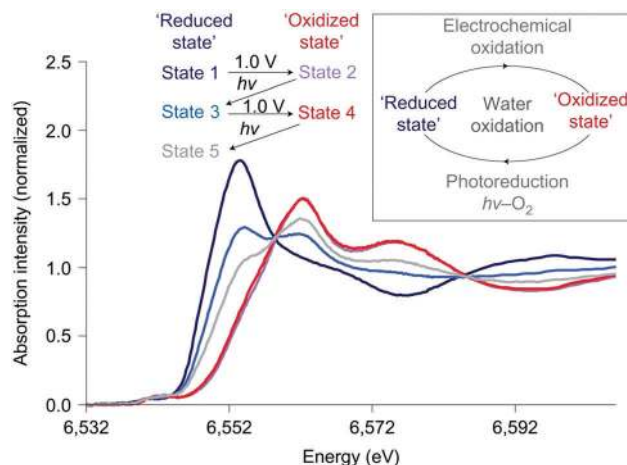 'Reduced state'
'Oxidized state'
State 1
1.0 V
hν
State 2
State 3
1.0 V
hν
State 4
State 5
Electrochemical
oxidation
'Reduced
state'
Water
oxidation
'Oxidized
state'
Photoreduction
hν–O₂
Absorption intensity (normalized)
2.5
2.0
1.5
1.0
0.5
0.0
6,532
6,552
6,572
6,592
Energy (eV)